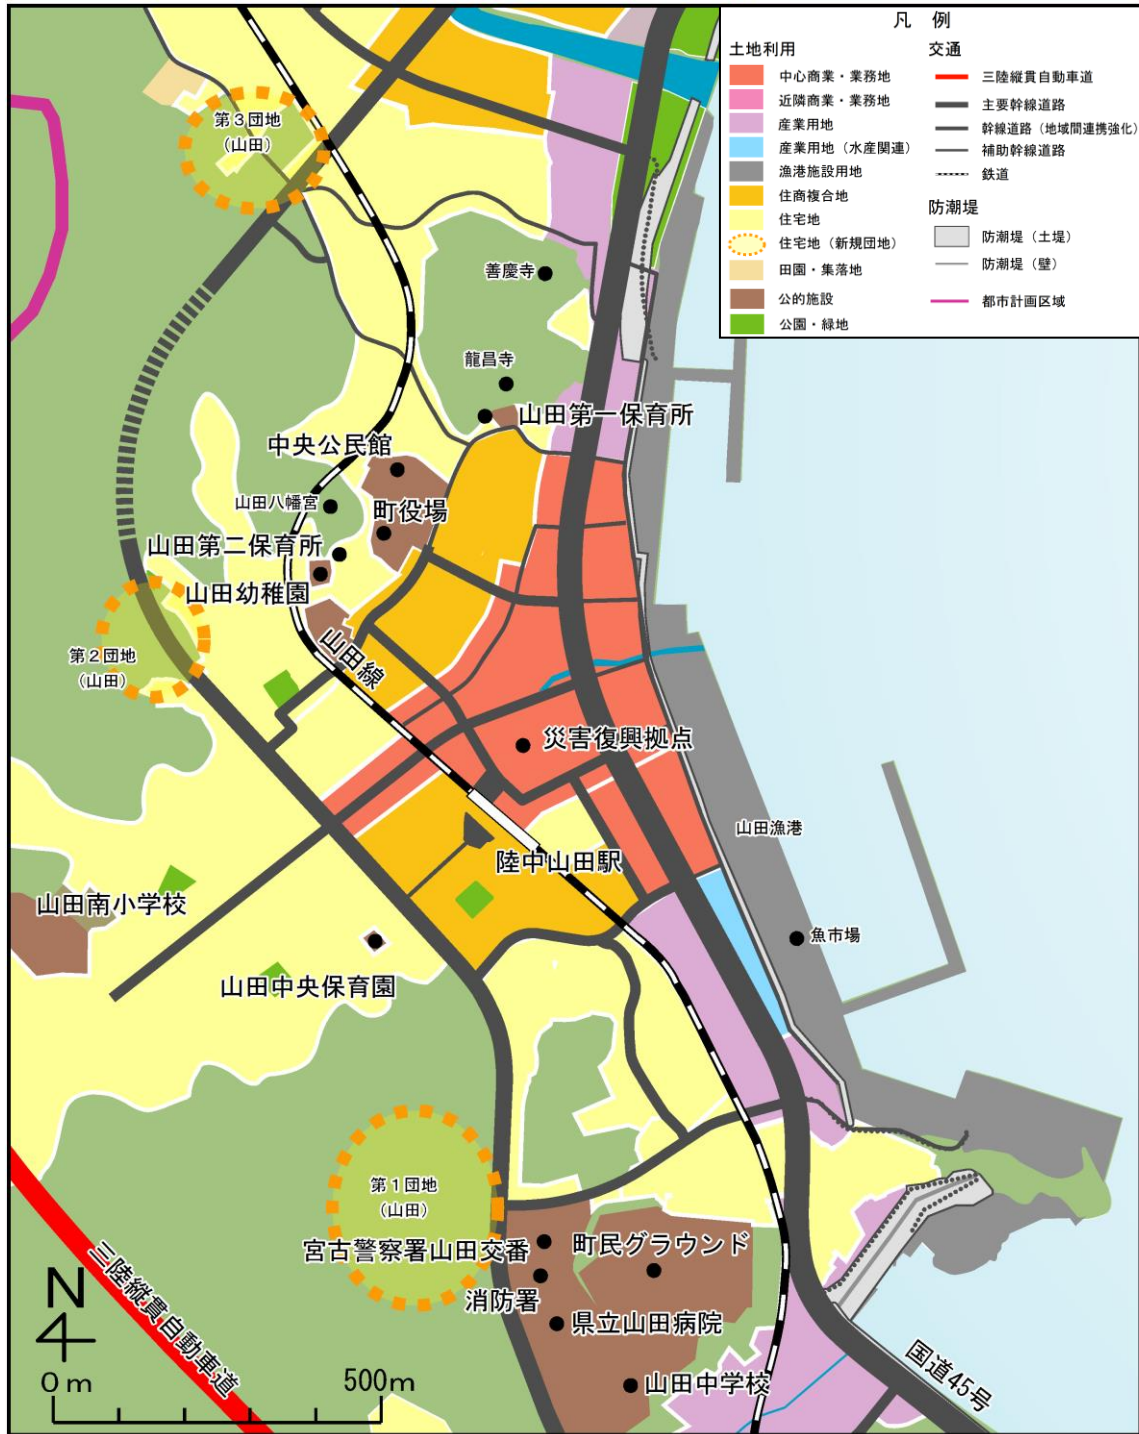 凡　例
土地利用
中心商業・業務地
近隣商業・業務地
産業用地
産業用地（水産関連）
漁港施設用地
住商複合地
住宅地
住宅地（新規団地）
田園・集落地
公的施設
公園・緑地
交通
三陸縦貫自動車道
主要幹線道路
幹線道路（地域間連携強化）
補助幹線道路
鉄道
防潮堤
防潮堤（土堤）
防潮堤（壁）
都市計画区域
第３団地
（山田）
善慶寺
龍昌寺
山田第一保育所
中央公民館
山田八幡宮
町役場
山田第二保育所
山田幼稚園
山田線
第２団地
（山田）
災害復興拠点
山田漁港
陸中山田駅
山田南小学校
魚市場
山田中央保育園
第１団地
（山田）
宮古警察署山田交番
町民グラウンド
消防署
県立山田病院
山田中学校
三陸縦貫自動車道
国道45号
N
0ｍ
500ｍ